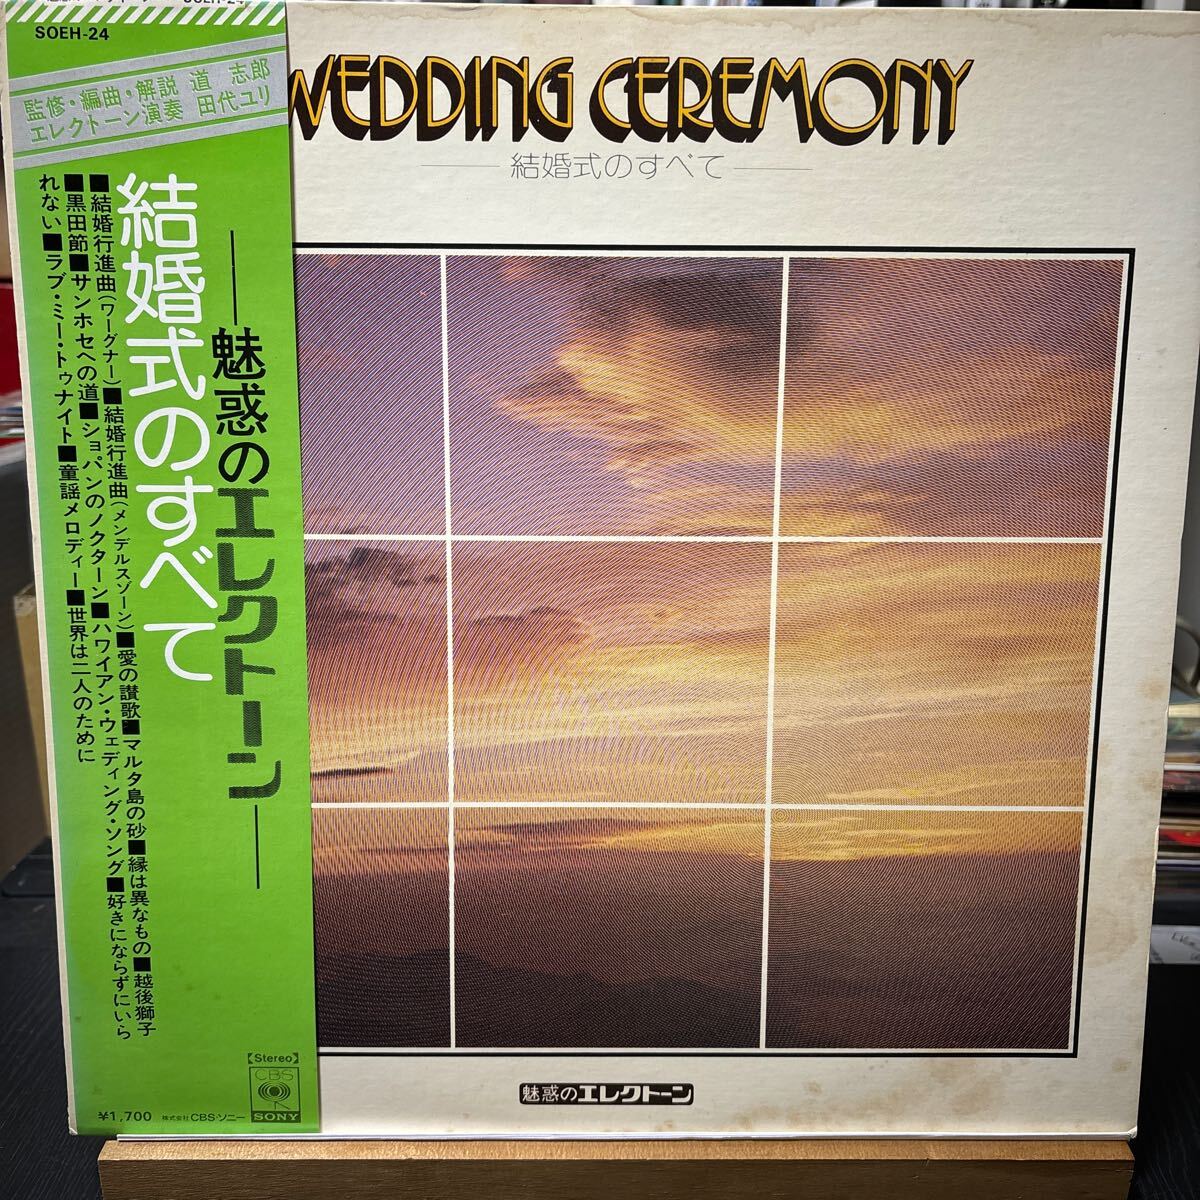 SOEH-24
監修・編曲・解説 道 志郎
エレクトーン演奏 田代ユリ
WEDDING CEREMONY
結婚式のすべて
魅惑のエレクトーン
結婚式のすべて
■結婚行進曲(ワーグナー)■結婚行進曲(メンデルスゾーン)■愛の讃歌■マルタ島の砂■縁は異なもの■越後獅子
■黒田節■サンホセへの道■ショパンのノクターン■ハワイアン・ウェディング・ソング■好きにならずにいら
れない■ラブ・ミー・トゥナイト■童謡メロディー■世界は二人のために
【Stereo】
CBS
SONY
¥1,700 株式会社CBS・ソニー
魅惑のエレクトーン